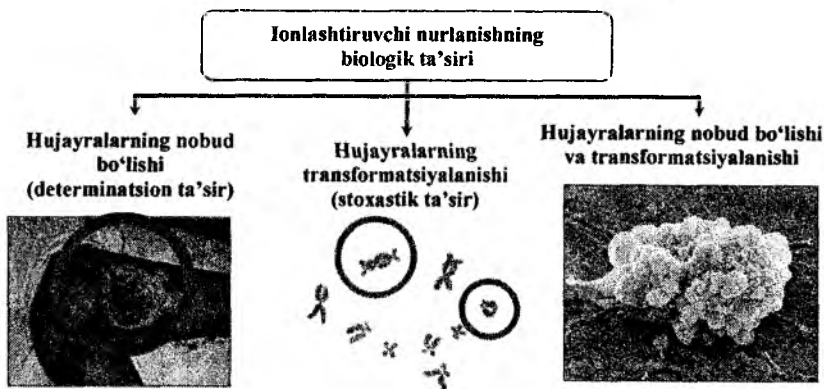 Ionlashtiruvchi nurlanishning
biologik ta'siri
Hujayralarning nobud
bo‘lishi
(determinatsion ta'sir)
Hujayralarning
transformatsiyalanishi
(stoxastik ta'sir)
Hujayralarning nobud bo‘lishi
va transformatsiyalanishi